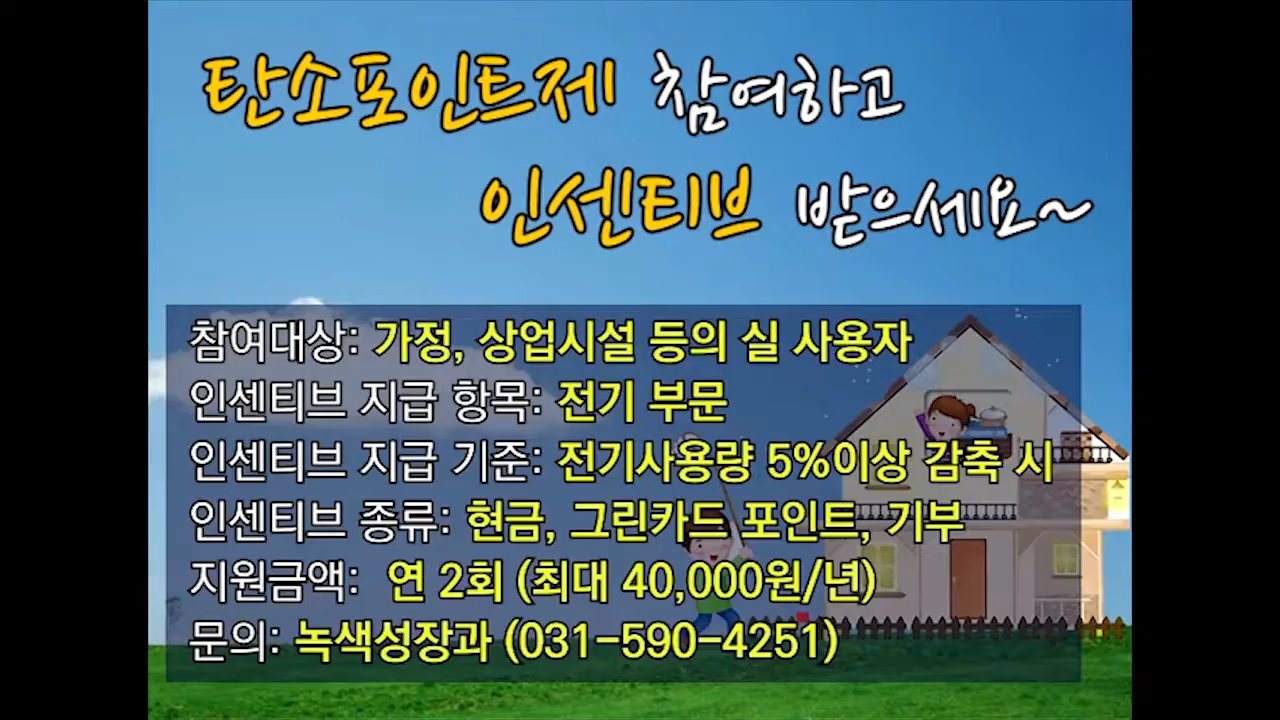 탄소포인트제 참여하고
인센티브 받으세요~
참여대상: 가정, 상업시설 등의 실 사용자
인센티브 지급 항목: 전기 부문
인센티브 지급 기준: 전기사용량 5%이상 감축 시
인센티브 종류: 현금, 그린카드 포인트, 기부
지원금액: 연 2회 (최대 40,000원/년)
문의: 녹색성장과 (031-590-4251)